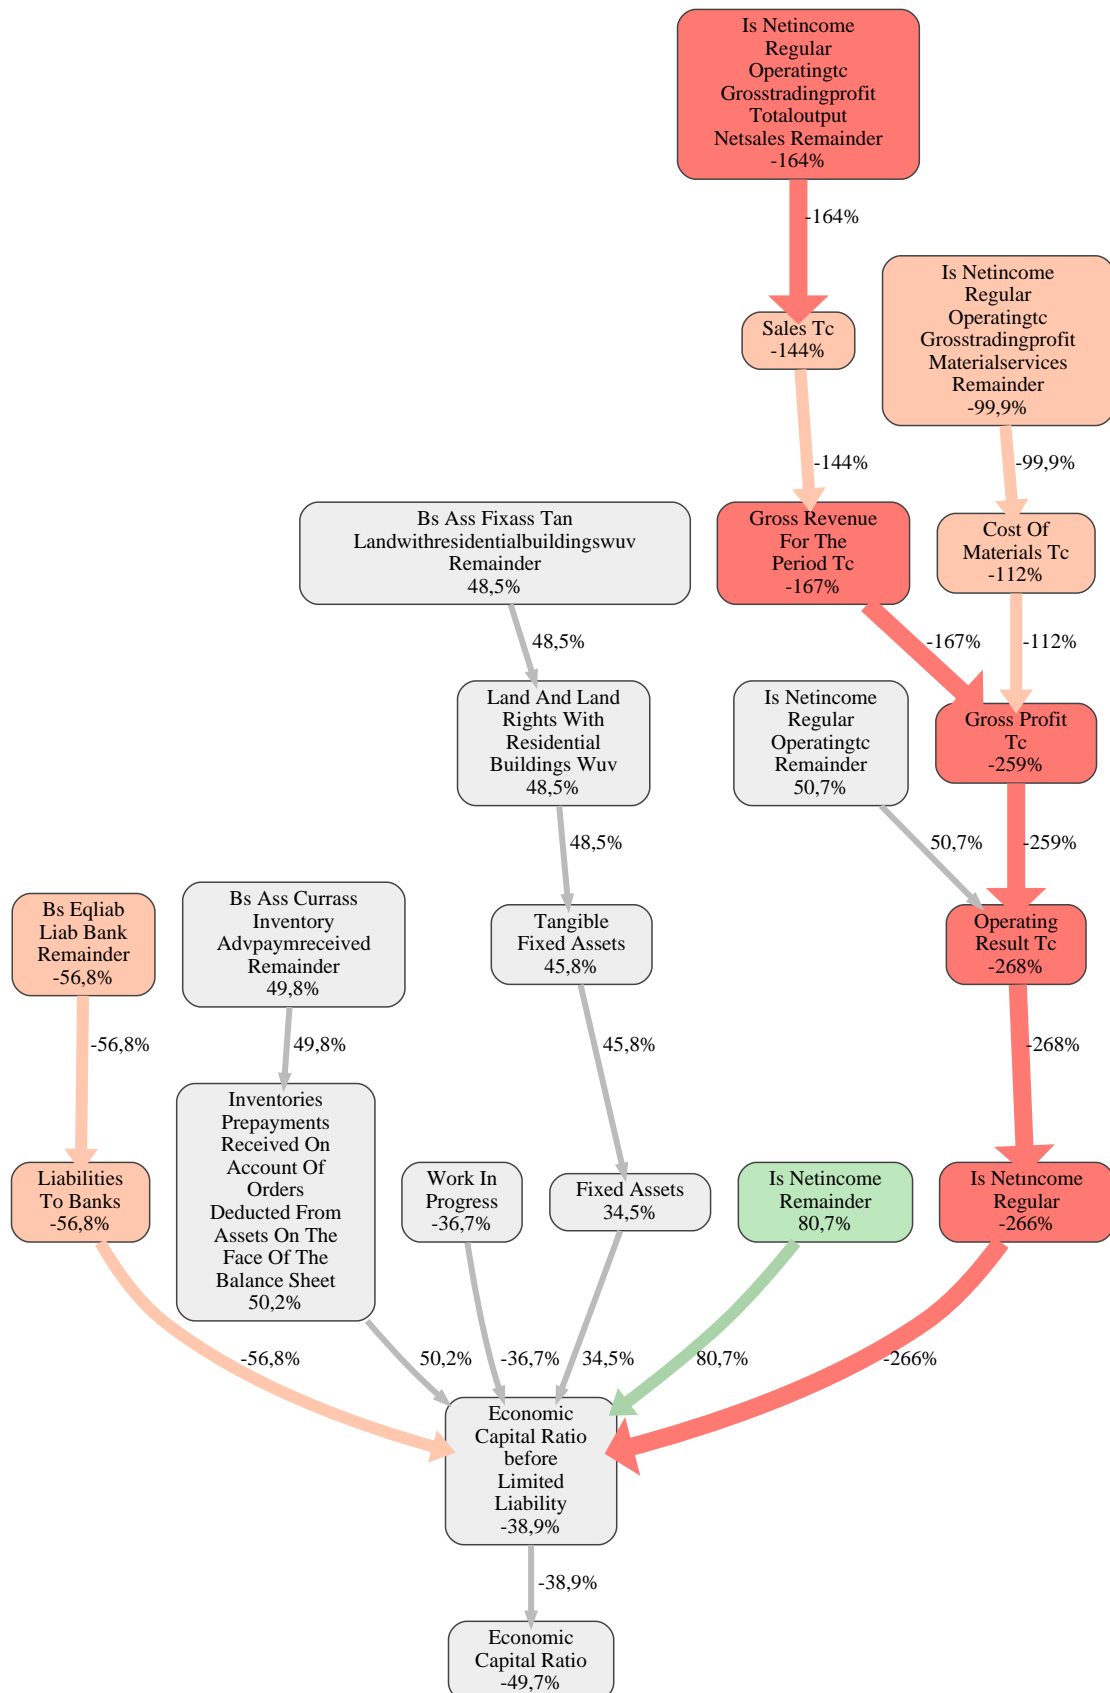 Is Netincome
Regular
Operatingtc
Grosstradingprofit
Totaloutput
Netsales Remainder
-164%
-164%
Sales Tc
-144%
Is Netincome
Regular
Operatingtc
Grosstradingprofit
Materialservices
Remainder
-99,9%
-144%
-99,9%
Bs Ass Fixass Tan
Landwithresidentialbuildingswuv
Remainder
48,5%
Gross Revenue
For The
Period Tc
-167%
Cost Of
Materials Tc
-112%
48,5%
-167%
-112%
Land And Land
Rights With
Residential
Buildings Wuv
48,5%
Is Netincome
Regular
Operatingtc
Remainder
50,7%
Gross Profit
Tc
-259%
48,5%
50,7%
-259%
Bs Eqliab
Liab Bank
Remainder
-56,8%
Bs Ass Currass
Inventory
Advpaymreceived
Remainder
49,8%
Tangible
Fixed Assets
45,8%
Operating
Result Tc
-268%
-56,8%
49,8%
45,8%
-268%
Liabilities
To Banks
-56,8%
Inventories
Prepayments
Received On
Account Of
Orders
Deducted From
Assets On The
Face Of The
Balance Sheet
50,2%
Work In
Progress
-36,7%
Fixed Assets
34,5%
Is Netincome
Remainder
80,7%
Is Netincome
Regular
-266%
-56,8%
50,2%
-36,7%
34,5%
80,7%
-266%
Economic
Capital Ratio
before
Limited
Liability
-38,9%
-38,9%
Economic
Capital Ratio
-49,7%